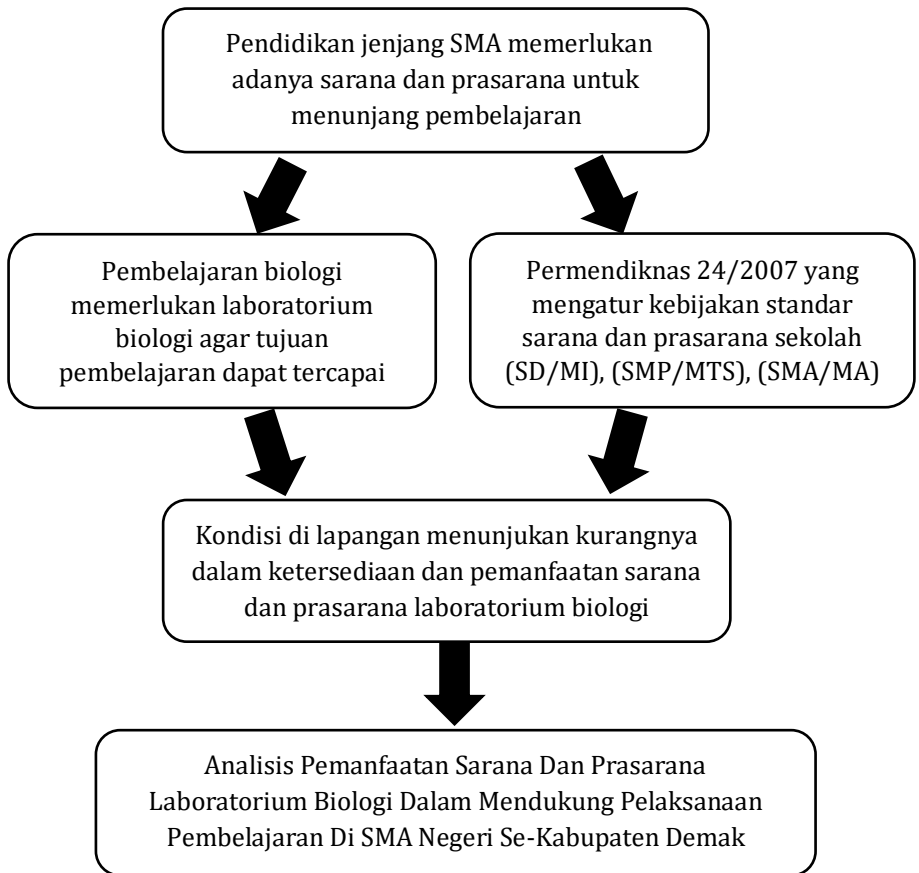 Pendidikan jenjang SMA memerlukan
adanya sarana dan prasarana untuk
menunjang pembelajaran
Pembelajaran biologi
memerlukan laboratorium
biologi agar tujuan
pembelajaran dapat tercapai
Permendiknas 24/2007 yang
mengatur kebijakan standar
sarana dan prasarana sekolah
(SD/MI), (SMP/MTS), (SMA/MA)
Kondisi di lapangan menunjukan kurangnya
dalam ketersediaan dan pemanfaatan sarana
dan prasarana laboratorium biologi
Analisis Pemanfaatan Sarana Dan Prasarana
Laboratorium Biologi Dalam Mendukung Pelaksanaan
Pembelajaran Di SMA Negeri Se-Kabupaten Demak